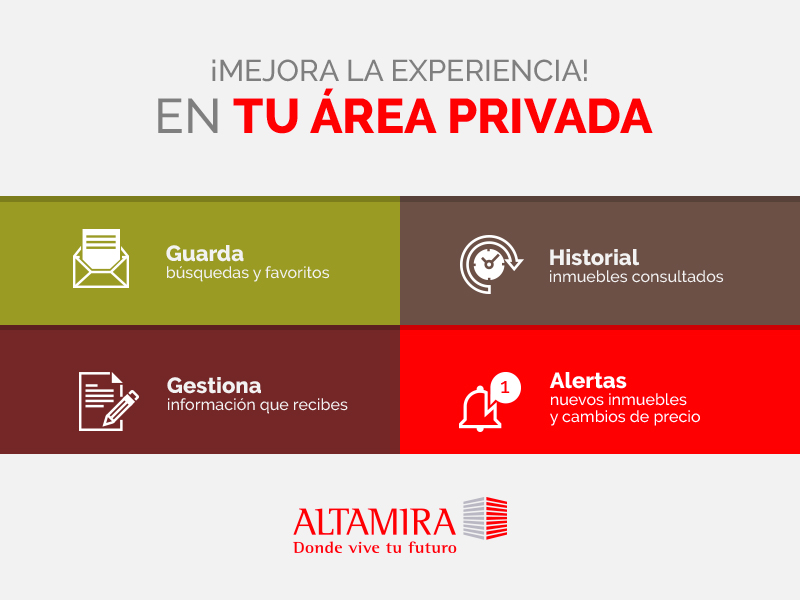 ¡MEJORA LA EXPERIENCIA!
EN TU ÁREA PRIVADA
Guarda
búsquedas y favoritos
Historial
inmuebles consultados
Gestiona
información que recibes
1
Alertas
nuevos inmuebles
y cambios de precio
ALTAMIRA
Donde vive tu futuro